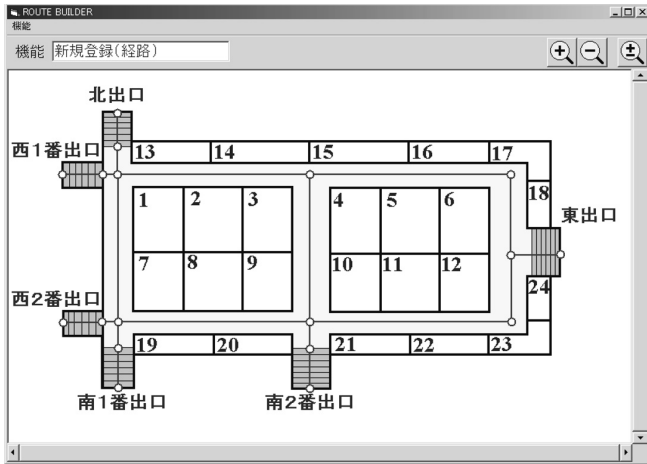 ROUTE BUILDER
機能
機能 新規登録(経路)
北出口
西1番出口
13 14 15 16 17
18
1 2 3 4 5 6
東出口
7 8 9 10 11 12
24
西2番出口
19 20 21 22 23
南1番出口 南2番出口